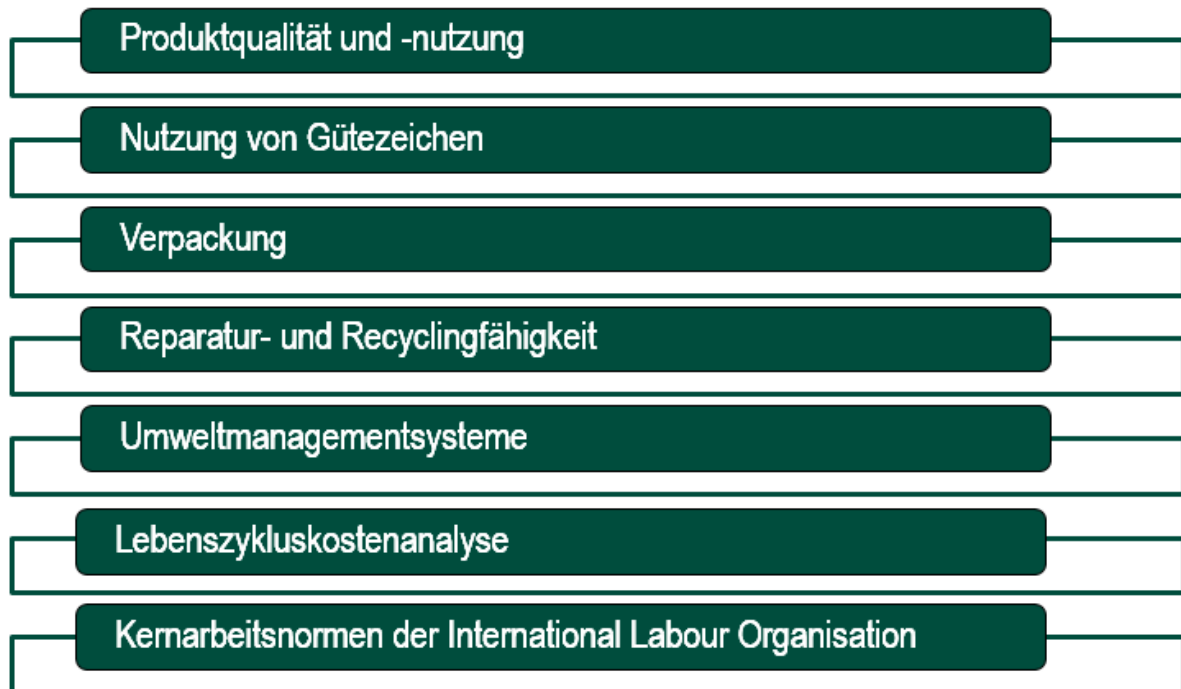 Produktqualität und -nutzung
Nutzung von Gütezeichen
Verpackung
Reparatur- und Recyclingfähigkeit
Umweltmanagementsysteme
Lebenszykluskostenanalyse
Kernarbeitsnormen der International Labour Organisation